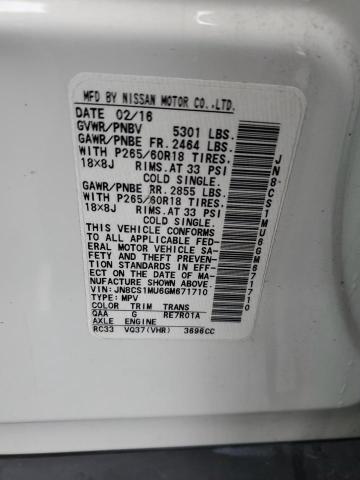 MFD BY NISSAN MOTOR CO.,LTD.
DATE 02/16
GVWR/PNBV 5301 LBS.
GAWR/PNBE FR. 2464 LBS.
WITH P265/60R18 TIRES.
18x8J RIMS.AT 33 PSI
COLD SINGLE.
GAWR/PNBE RR. 2855 LBS.
WITH P265/60R18 TIRES.
18x8J RIMS.AT 33 PSI
COLD SINGLE.
THIS VEHICLE CONFORMS
TO ALL APPLICABLE FED-
ERAL MOTOR VEHICLE SA-
FETY AND THEFT PREVEN-
TION STANDARDS IN EFF-
ECT ON THE DATE OF MA-
NUFACTURE SHOWN ABOVE.
VIN: JN8CS1MU6GM671710
TYPE: MPV
COLOR TRIM TRANS
QAA G RE7R01A
AXLE ENGINE
RC33 VQ37(VHR) 3696CC
JN8CS1MU6GM671710